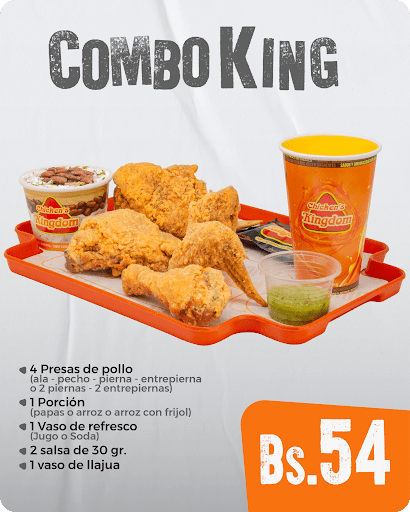 COMBO KING
Chicken's
Kingdom
Chicken's
Kingdom
4 Presas de pollo
(ala - pecho - pierna - entrepierna
o 2 piernas - 2 entrepiernas)
1 Porción
(papas o arroz o arroz con frijol)
1 Vaso de refresco
(Jugo o Soda)
2 salsa de 30 gr.
1 vaso de llajua
Bs.54